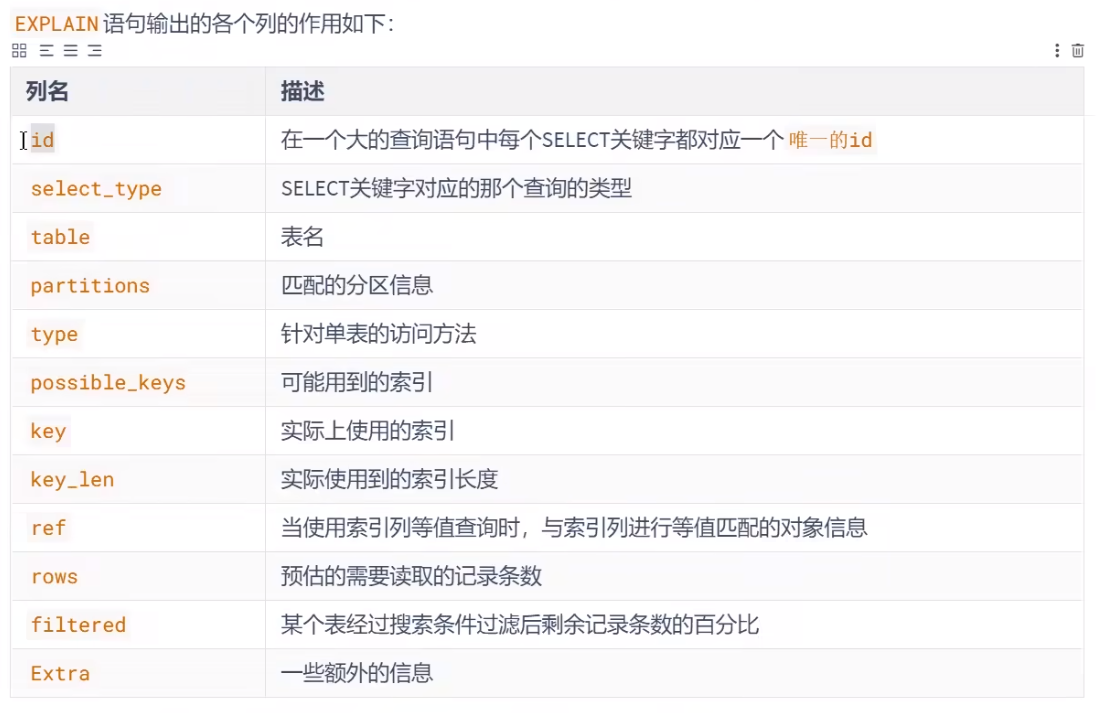 EXPLAIN语句输出的各个列的作用如下：
列名 描述
id 在一个大的查询语句中每个SELECT关键字都对应一个 唯一的id
select_type SELECT关键字对应的那个查询的类型
table 表名
partitions 匹配的分区信息
type 针对单表的访问方法
possible_keys 可能用到的索引
key 实际上使用的索引
key_len 实际使用到的索引长度
ref 当使用索引列等值查询时，与索引列进行等值匹配的对象信息
rows 预估的需要读取的记录条数
filtered 某个表经过搜索条件过滤后剩余记录条数的百分比
Extra 一些额外的信息